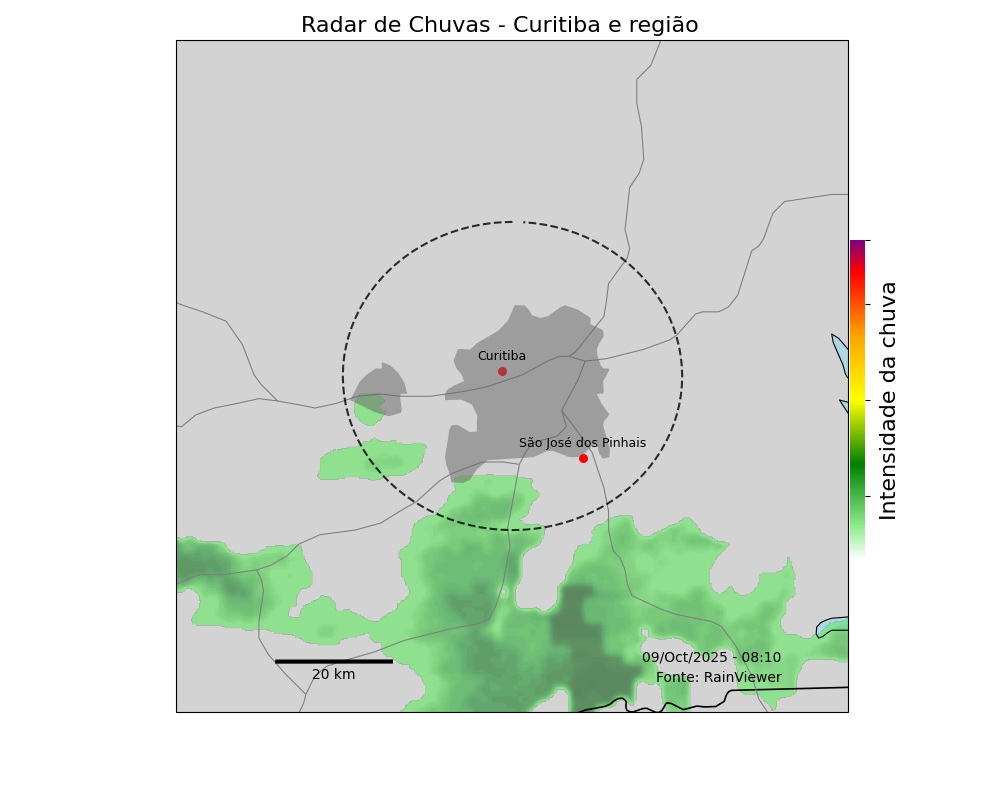 Radar de Chuvas - Curitiba e região
Curitiba
São José dos Pinhais
Intensidade da chuva
09/Oct/2025 - 08:10
Fonte: RainViewer
20 km